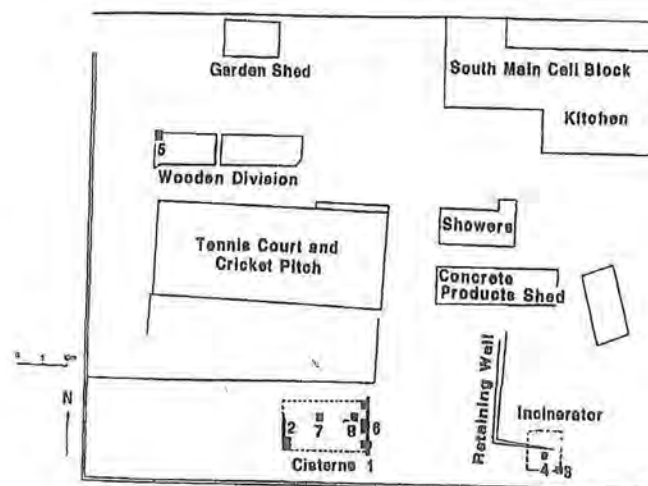 Garden Shed
South Main Cell Block
Kitchen
5
Wooden Division
Tennis Court and
Cricket Pitch
Showers
Concrete
Products Shed
Retaining Wall
N
Incinerator
2 7 8 6
4 3
Cisterns 1